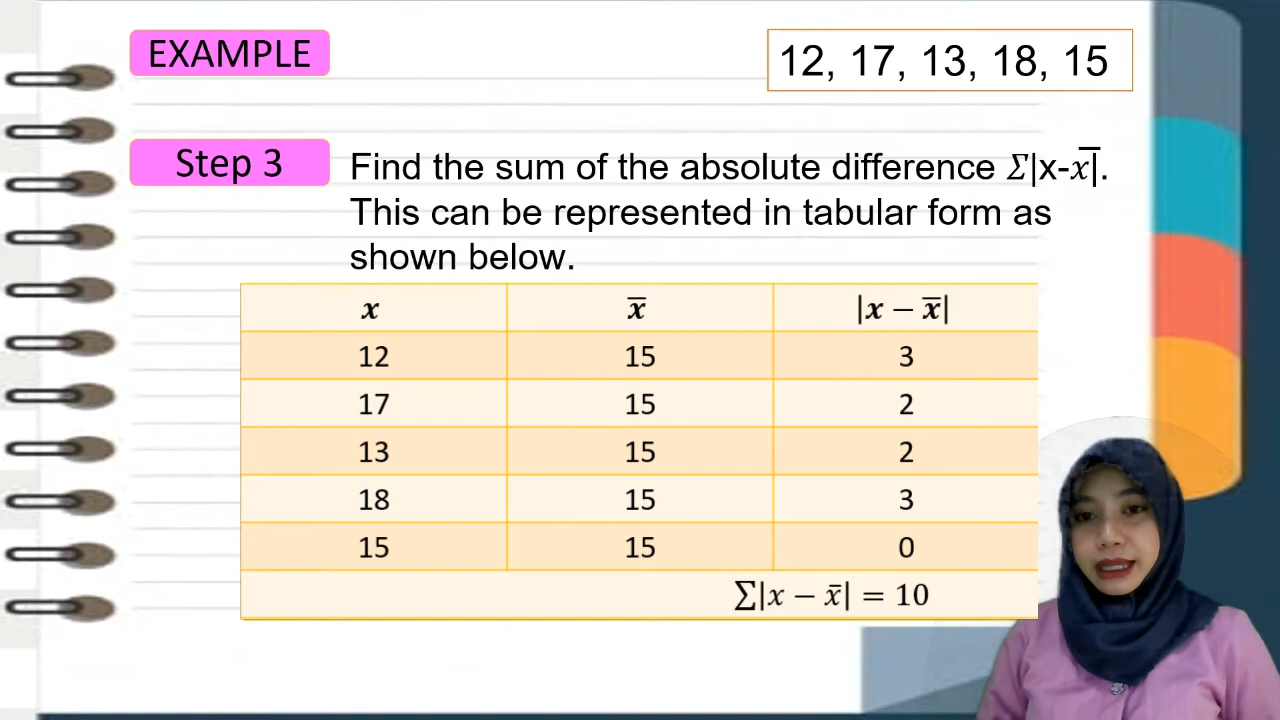 EXAMPLE
12, 17, 13, 18, 15
Step 3
Find the sum of the absolute difference Σ|x-x̅|.
This can be represented in tabular form as
shown below.
x x̅ |x − x̅|
12 15 3
17 15 2
13 15 2
18 15 3
15 15 0
∑|x − x̅| = 10